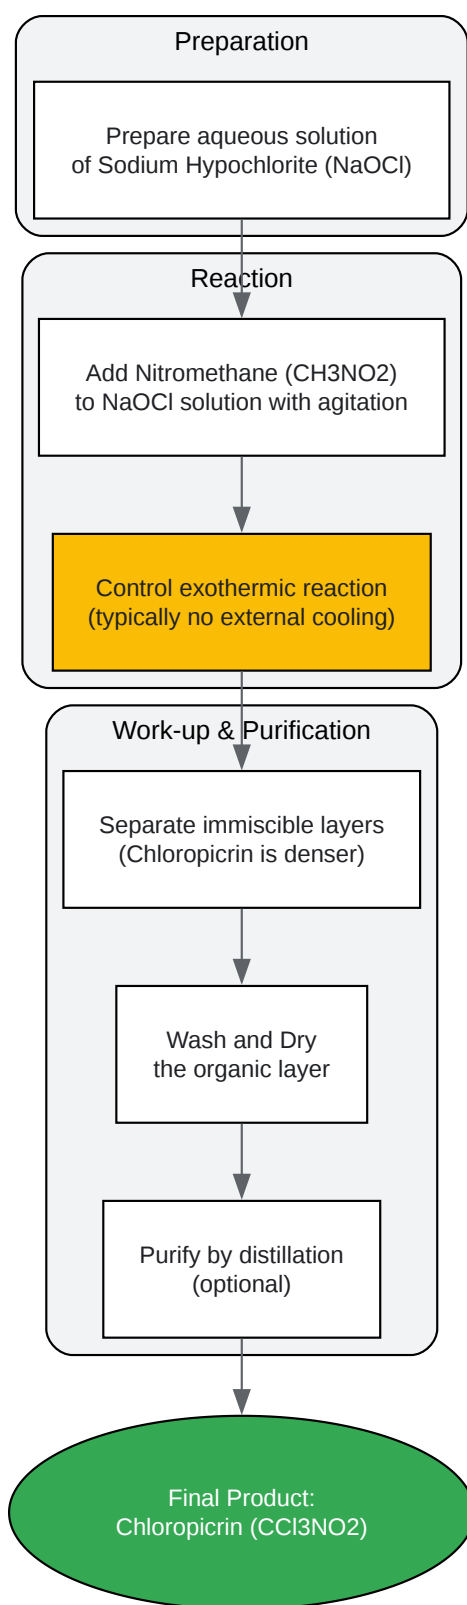 Preparation
Prepare aqueous solution
of Sodium Hypochlorite (NaOCl)
Reaction
Add Nitromethane (CH3NO2)
to NaOCl solution with agitation
Control exothermic reaction
(typically no external cooling)
Work-up & Purification
Separate immiscible layers
(Chloropicrin is denser)
Wash and Dry
the organic layer
Purify by distillation
(optional)
Final Product:
Chloropicrin (CCl3NO2)